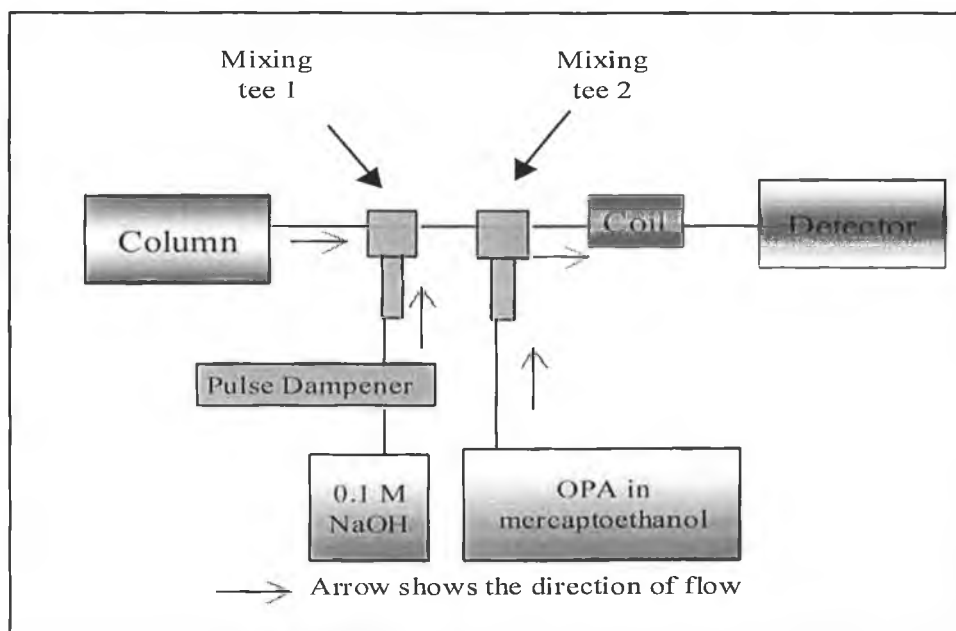 Mixing
tee 1
Mixing
tee 2
Column
Coil
Detector
Pulse Dampener
0.1 M
NaOH
OPA in
mercaptoethanol
Arrow shows the direction of flow